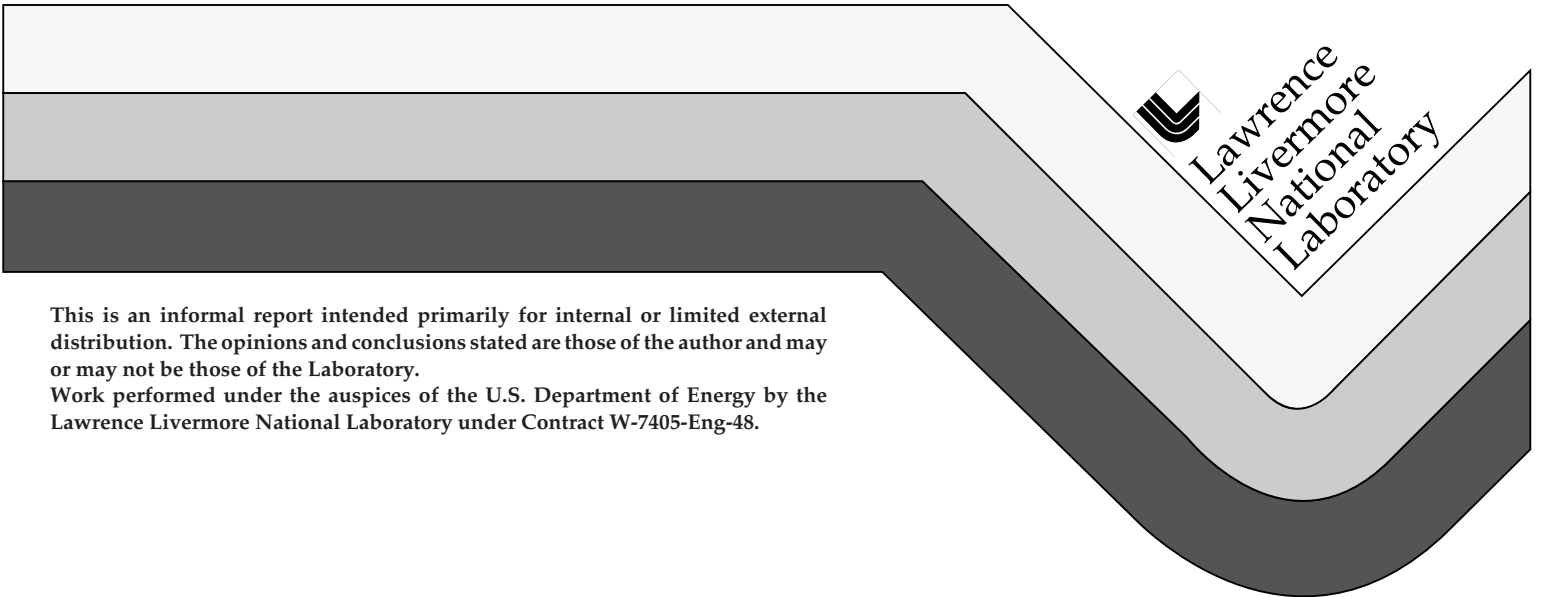 Lawrence
Livermore
National
Laboratory
This is an informal report intended primarily for internal or limited external
distribution. The opinions and conclusions stated are those of the author and may
or may not be those of the Laboratory.
Work performed under the auspices of the U.S. Department of Energy by the
Lawrence Livermore National Laboratory under Contract W-7405-Eng-48.